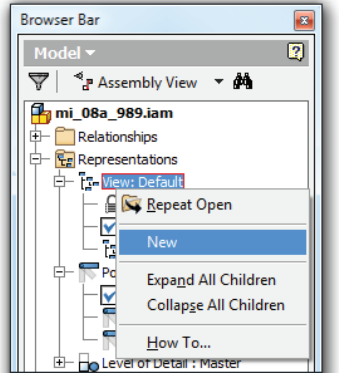 Browser Bar
Model
Assembly View
mi_08a_989.iam
Relationships
Representations
View: Default
Repeat Open
New
Po
Expand All Children
Collapse All Children
How To...
Level of Detail : Master